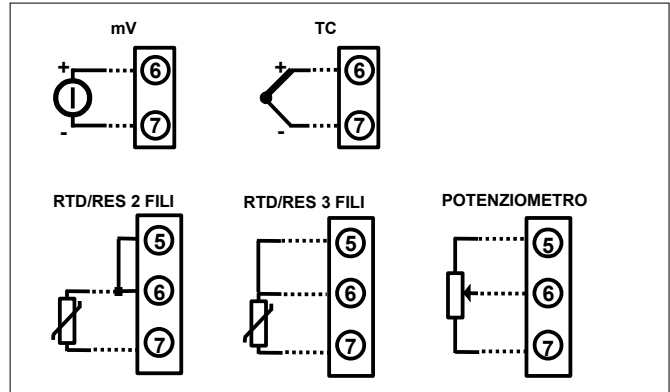 mV TC
+ 6 + 6
- 7 - 7
RTD/RES 2 FILI RTD/RES 3 FILI POTENZIOMETRO
5 5 5
6 6 6
7 7 7